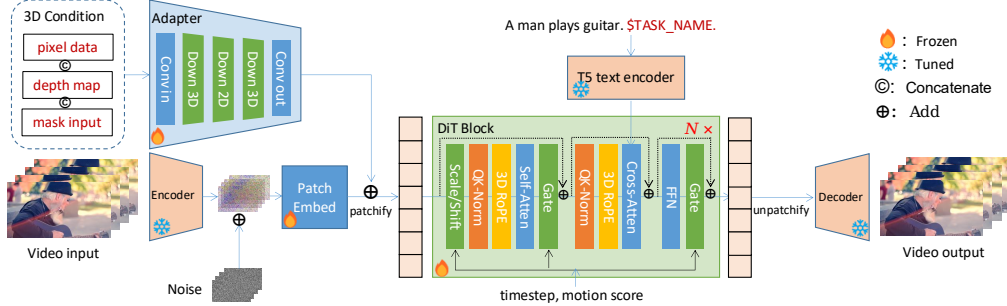 3D Condition
pixel data
©
depth map
©
mask input
Adapter
Conv in
Down 3D
Down 2D
Down 3D
Conv out
A man plays guitar. $TASK_NAME.
T5 text encoder
: Frozen
: Tuned
©: Concatenate
⊕: Add
Video input
Encoder
Noise
Patch
Embed
patchify
DiT Block
N ×
Scale/Shift
QK-Norm
3D RoPE
Self-Atten
Gate
QK-Norm
3D RoPE
Cross-Atten
FFN
Gate
timestep, motion score
unpatchify
Decoder
Video output